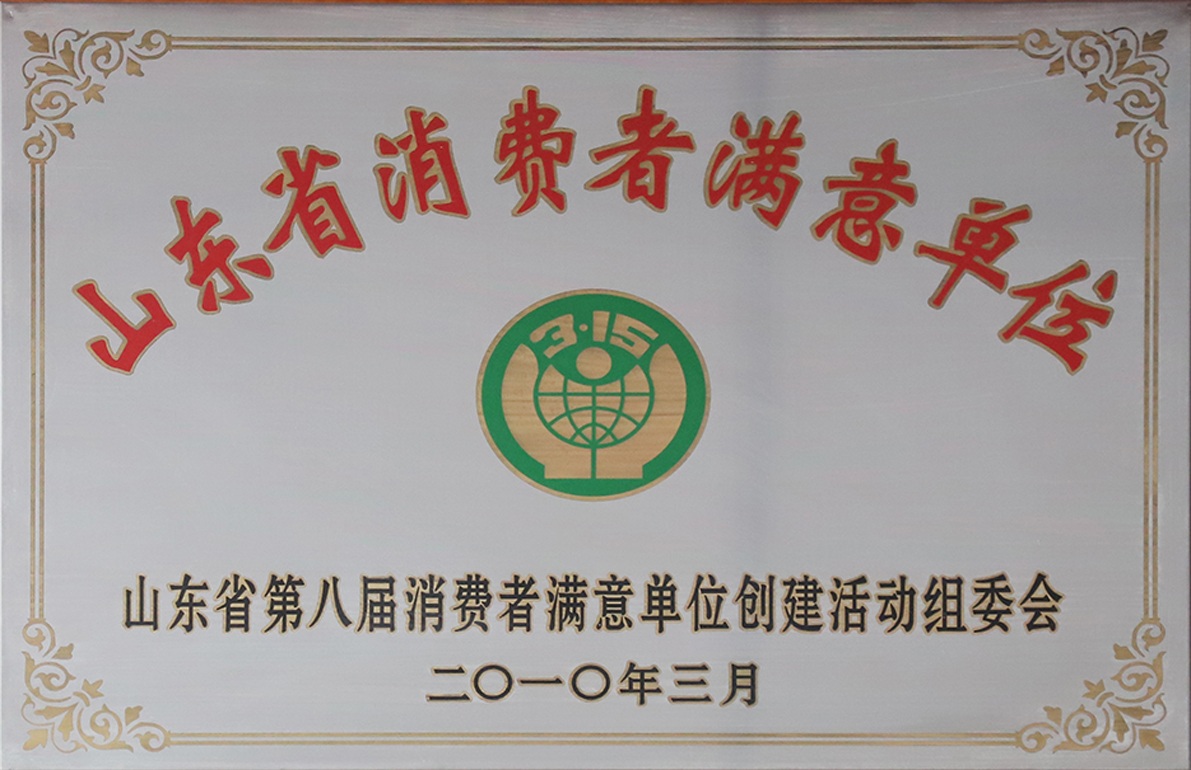 山东省消费者满意单位
3·15
山东省第八届消费者满意单位创建活动组委会
二〇一〇年三月